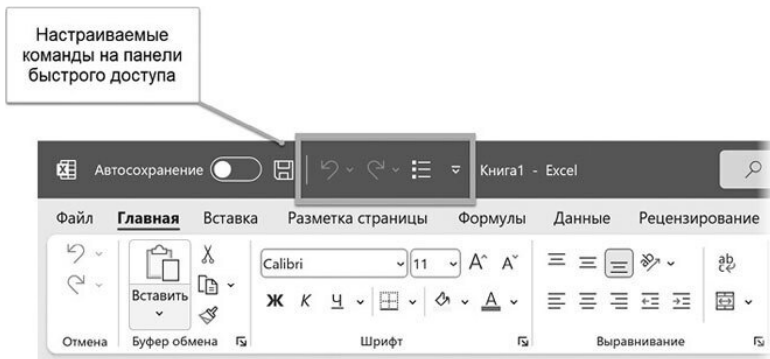 Настраиваемые
команды на панели
быстрого доступа
Автосохранение
Книга1 - Excel
Файл Главная Вставка Разметка страницы Формулы Данные Рецензирование
Calibri 11 A A
Вставить
Ж К Ч A
ab
Отмена Буфер обмена Шрифт Выравнивание